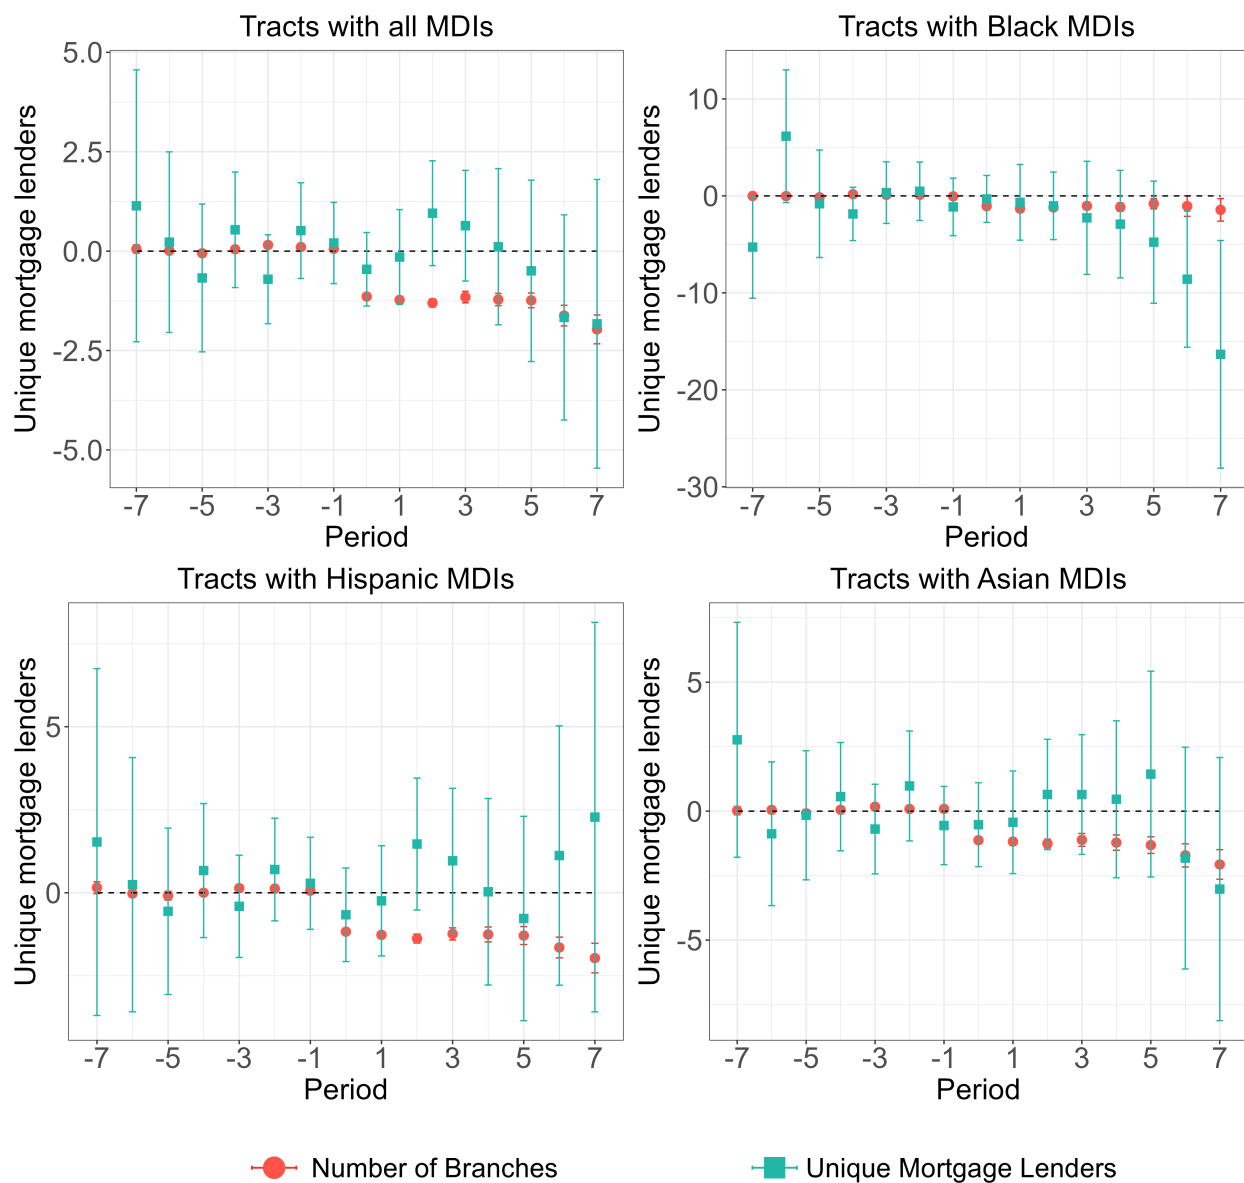 Tracts with all MDIs
Unique mortgage lenders
5.0
2.5
0.0
-2.5
-5.0
-7 -5 -3 -1 1 3 5 7
Period
Tracts with Black MDIs
Unique mortgage lenders
10
0
-10
-20
-30
-7 -5 -3 -1 1 3 5 7
Period
Tracts with Hispanic MDIs
Unique mortgage lenders
5
0
-7 -5 -3 -1 1 3 5 7
Period
Tracts with Asian MDIs
Unique mortgage lenders
5
0
-5
-7 -5 -3 -1 1 3 5 7
Period
Number of Branches
Unique Mortgage Lenders